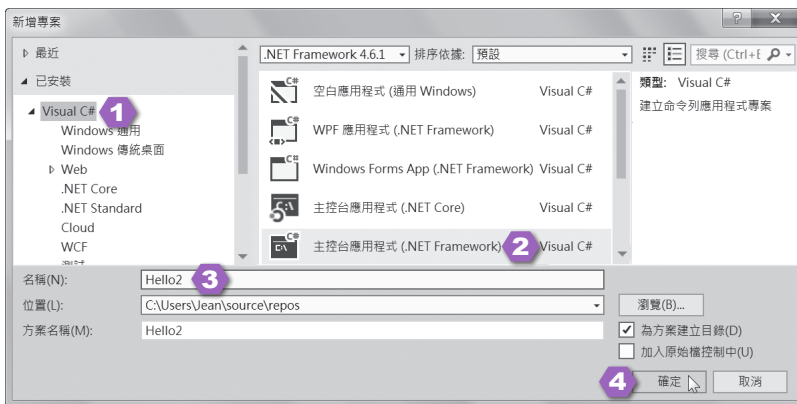 新增專案
最近
.NET Framework 4.6.1 排序依據: 預設
搜尋 (Ctrl+E
已安裝
Visual C# 1
Windows 通用
Windows 傳統桌面
Web
.NET Core
.NET Standard
Cloud
WCF
測試
C# 空白應用程式 (通用 Windows) Visual C#
C# WPF 應用程式 (.NET Framework) Visual C#
C# Windows Forms App (.NET Framework) Visual C#
主控台應用程式 (.NET Core) Visual C#
C# 主控台應用程式 (.NET Framework) 2 Visual C#
類型: Visual C#
建立命令列應用程式專案
名稱(N): Hello2 3
位置(L): C:\Users\Jean\source\repos 瀏覽(B)...
方案名稱(M): Hello2
為方案建立目錄(D)
加入原始檔控制中(U)
4 確定 取消